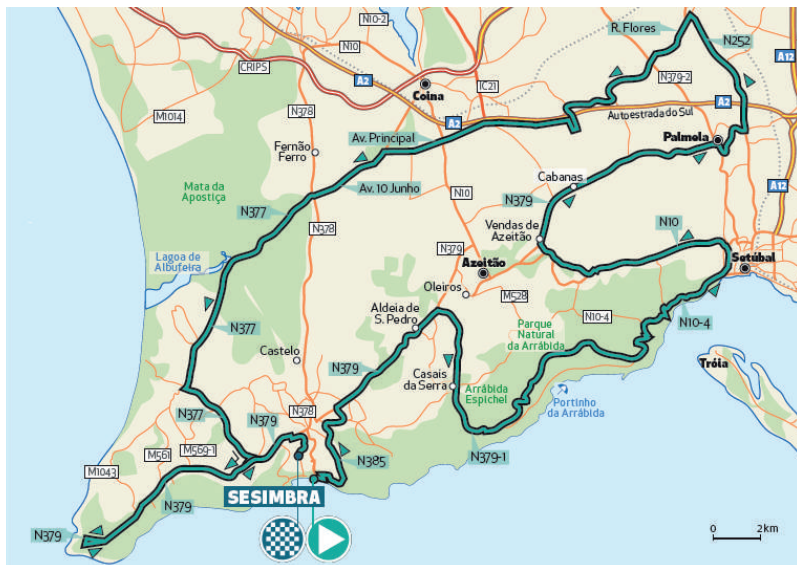 N10-2
R. Flores
N252
A12
N10
CRIPS
A2
Coina
IC21
N379-2
A2
M1014
N378
A2
Autoestrada do Sul
Av. Principal
Palmela
Fernão
Ferro
Mata da
Apostiça
Av. 10 Junho
Cabanas
A12
N10
N379
N377
N378
Vendas de
Azeitão
N10
Lagoa de
Albufeira
N379
Azeitão
Setúbal
Oleiros
M528
N10-4
N10-4
Aldeia de
S. Pedro
Parque
Natural
da Arrábida
N377
Castelo
N379
Casais
da Serra
Arrábida
Espichel
Tróia
Portinho
da Arrábida
N377
N379
N378
M569-1
M561
M1043
N385
N379-1
N379
SESIMBRA
N379
0
2km